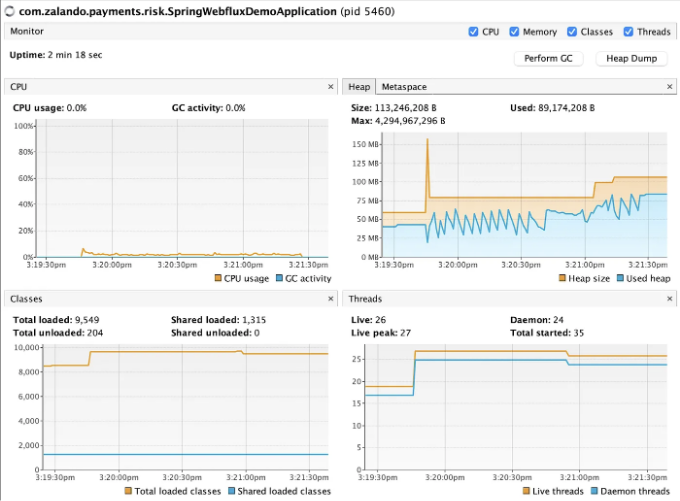 com.zalando.payments.risk.SpringWebfluxDemoApplication (pid 5460)
Monitor
CPU Memory Classes Threads
Uptime: 2 min 18 sec
Perform GC Heap Dump
CPU ×
CPU usage: 0.0% GC activity: 0.0%
100%
80%
60%
40%
20%
0%
3:19:30pm 3:20:00pm 3:20:30pm 3:21:00pm 3:21:30pm
CPU usage GC activity
Heap Metaspace ×
Size: 113,246,208 B Used: 89,174,208 B
Max: 4,294,967,296 B
150 MB
125 MB
100 MB
75 MB
50 MB
25 MB
0 MB
3:19:30pm 3:20:00pm 3:20:30pm 3:21:00pm 3:21:30pm
Heap size Used heap
Classes ×
Total loaded: 9,549 Shared loaded: 1,315
Total unloaded: 204 Shared unloaded: 0
10,000
8,000
6,000
4,000
2,000
0
3:19:30pm 3:20:00pm 3:20:30pm 3:21:00pm 3:21:30pm
Total loaded classes Shared loaded classes
Threads ×
Live: 26 Daemon: 24
Live peak: 27 Total started: 35
25
20
15
10
5
0
3:19:30pm 3:20:00pm 3:20:30pm 3:21:00pm 3:21:30pm
Live threads Daemon threads